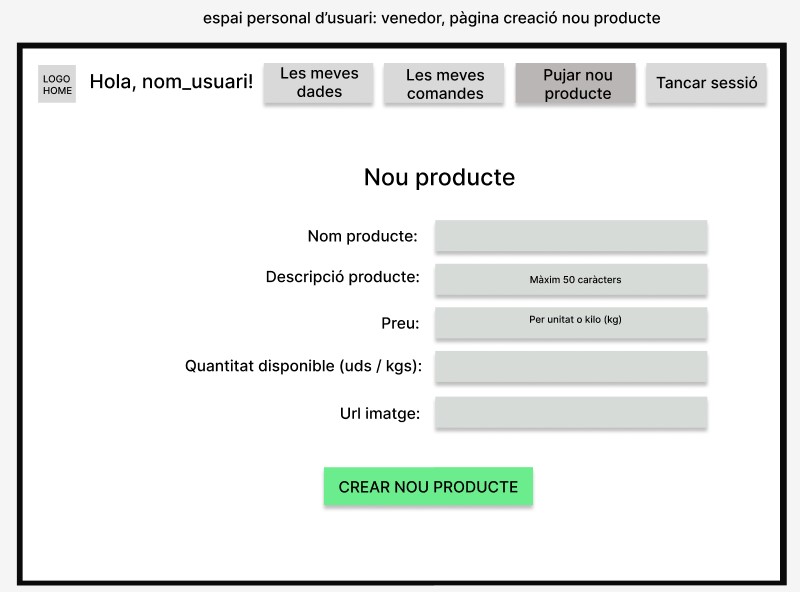 espai personal d'usuari: venedor, pàgina creació nou producte
LOGO
HOME
Hola, nom_usuari!
Les meves
dades
Les meves
comandes
Pujar nou
producte
Tancar sessió
Nou producte
Nom producte:
Descripció producte:
Màxim 50 caràcters
Preu:
Per unitat o kilo (kg)
Quantitat disponible (uds / kgs):
Url imatge:
CREAR NOU PRODUCTE